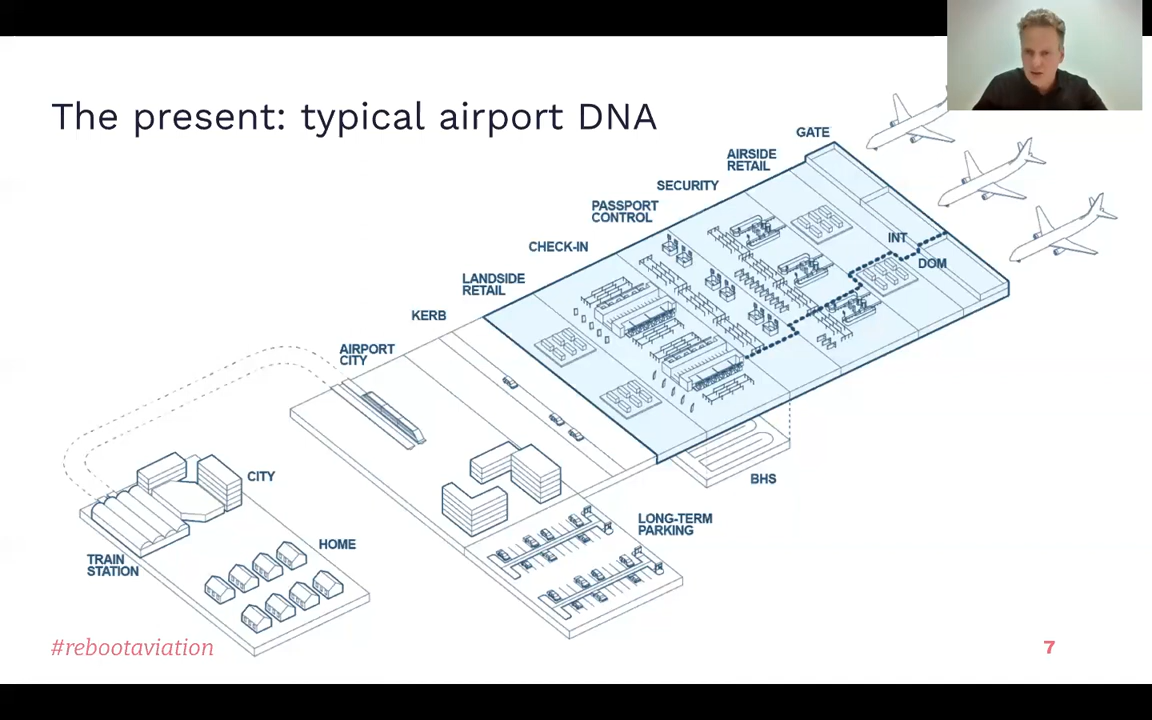 The present: typical airport DNA
GATE
AIRSIDE
RETAIL
SECURITY
PASSPORT
CONTROL
CHECK-IN
LANDSIDE
RETAIL
KERB
AIRPORT
CITY
INT
DOM
CITY
HOME
TRAIN
STATION
BHS
LONG-TERM
PARKING
#rebootaviation
7